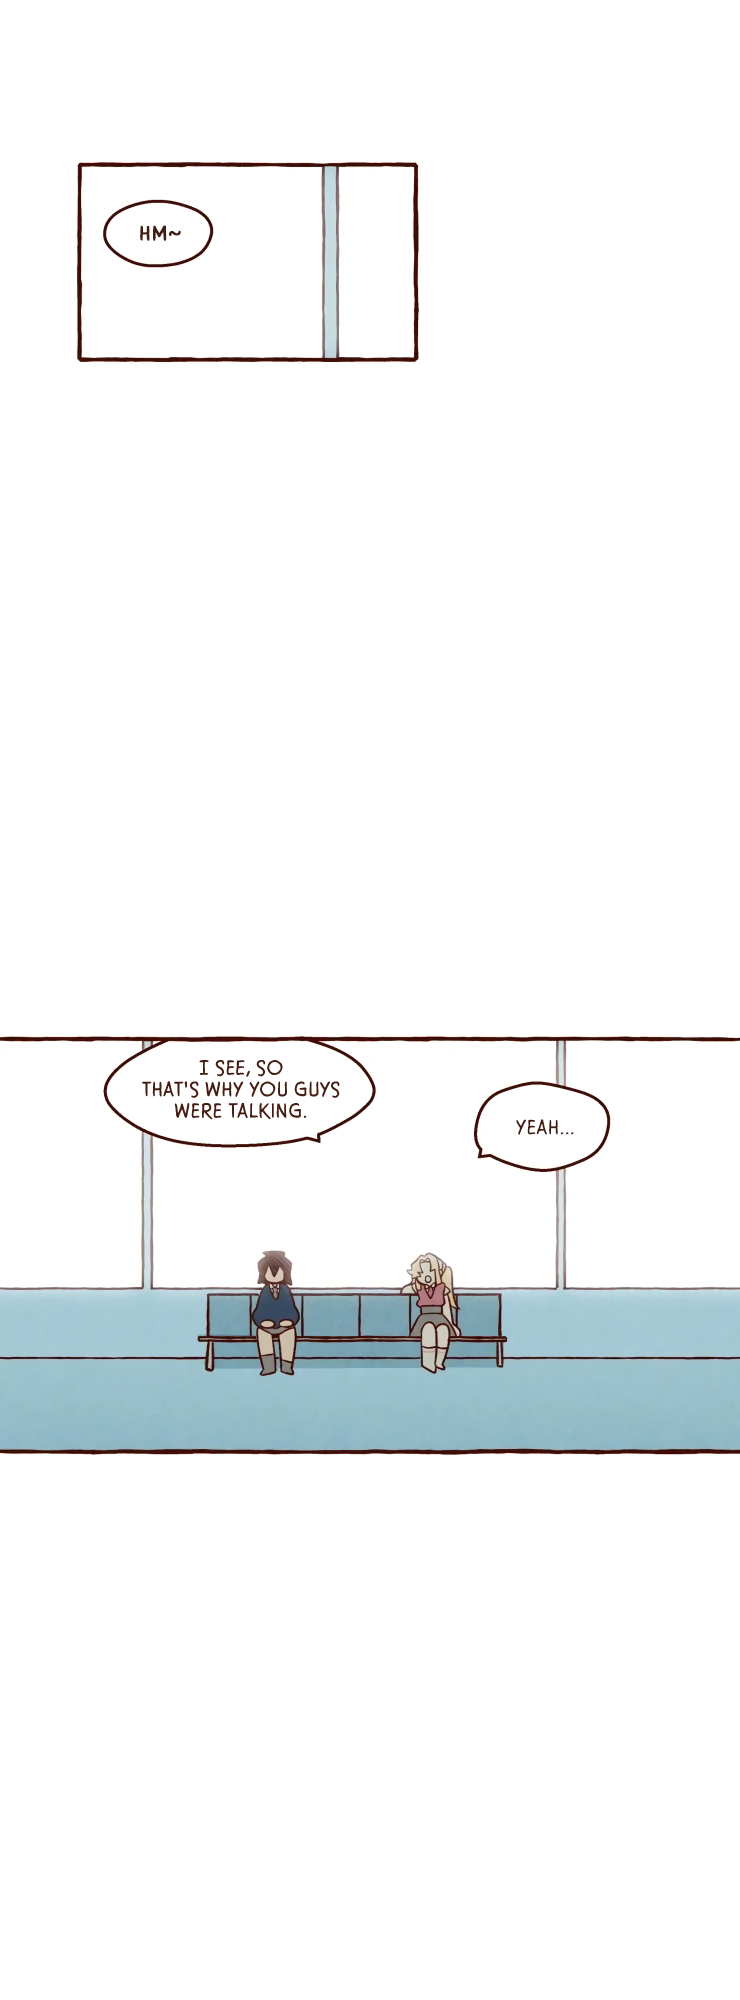 HM~
I SEE, SO
THAT'S WHY YOU GUYS
WERE TALKING.
YEAH...